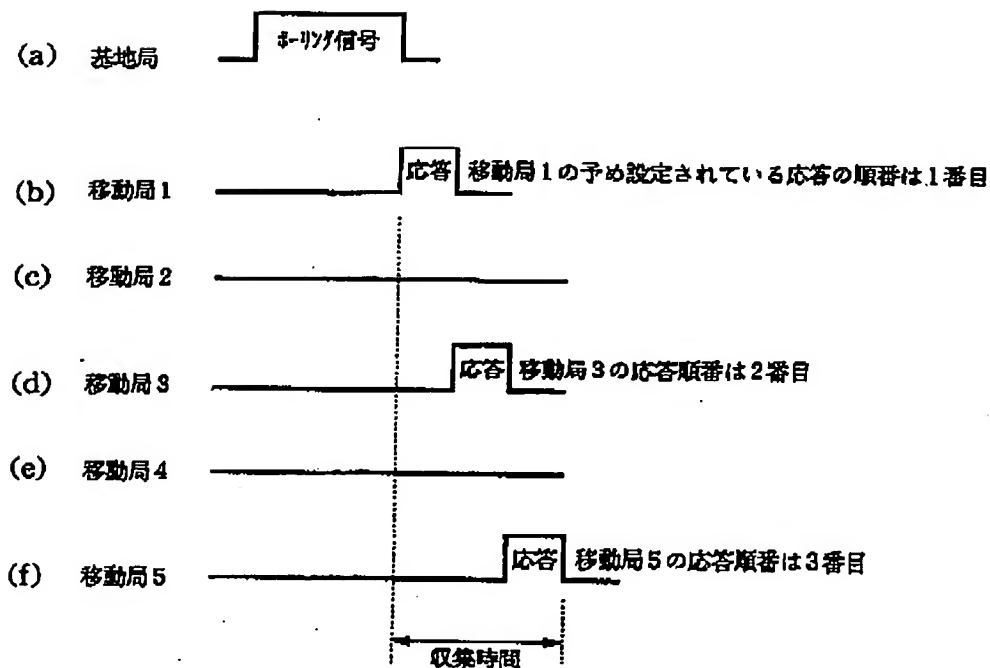 (a) 基地局 ポーリング信号
(b) 移動局1 応答 移動局1の予め設定されている応答の順番は1番目
(c) 移動局2
(d) 移動局3 応答 移動局3の応答順番は2番目
(e) 移動局4
(f) 移動局5 応答 移動局5の応答順番は3番目
収集時間